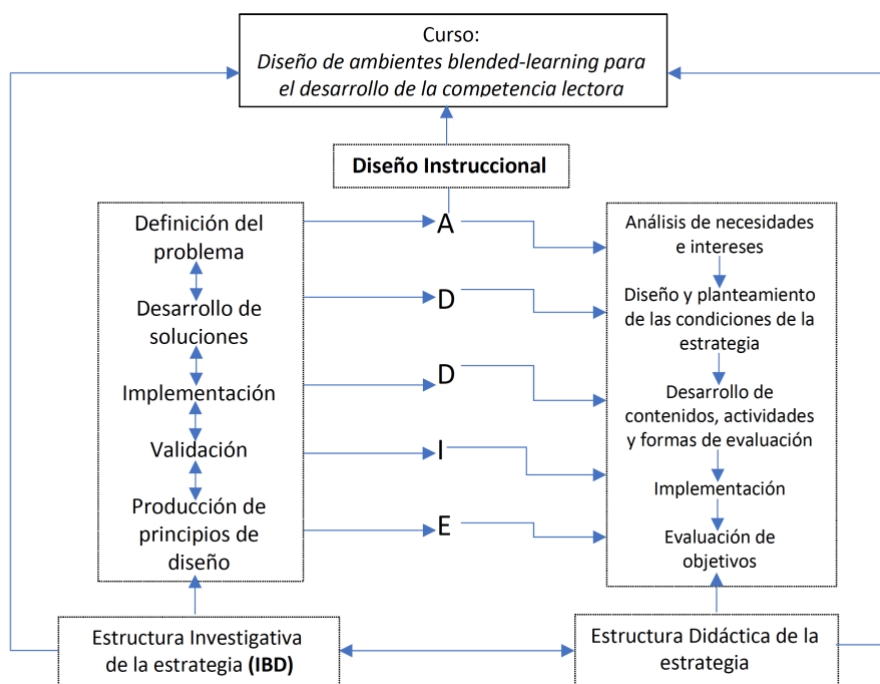 Curso:
Diseño de ambientes blended-learning para
el desarrollo de la competencia lectora
Diseño Instruccional
Definición del
problema
Desarrollo de
soluciones
Implementación
Validación
Producción de
principios de
diseño
A
D
D
I
E
Análisis de necesidades
e intereses
Diseño y planteamiento
de las condiciones de la
estrategia
Desarrollo de
contenidos, actividades
y formas de evaluación
Implementación
Evaluación de
objetivos
Estructura Investigativa
de la estrategia (IBD)
Estructura Didáctica de la
estrategia